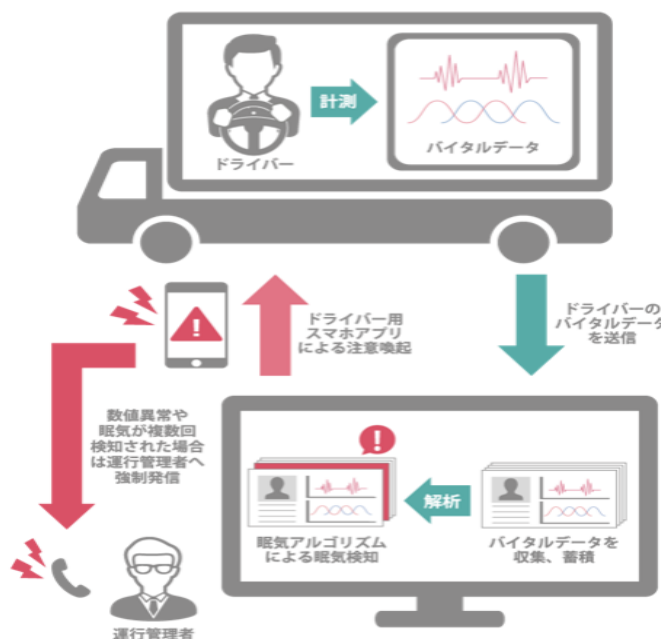 計測
ドライバー
バイタルデータ
ドライバー用
スマホアプリ
による注意喚起
ドライバーの
バイタルデータ
を送信
数値異常や
眠気が複数回
検知された場合
は運行管理者へ
強制発信
解析
眠気アルゴリズム
による眠気検知
バイタルデータを
収集、蓄積
運行管理者